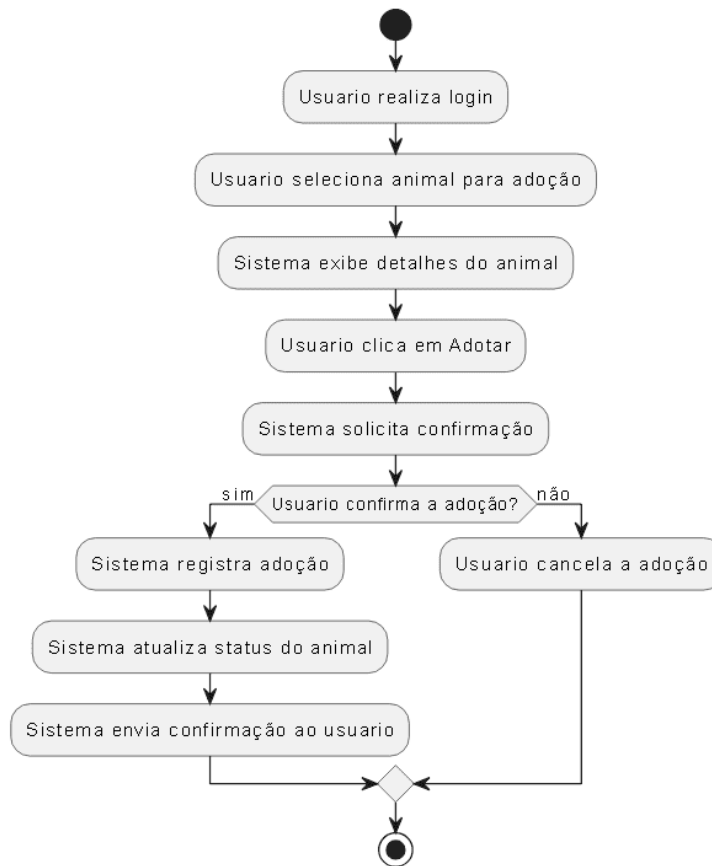 Usuario realiza login
Usuario seleciona animal para adoção
Sistema exibe detalhes do animal
Usuario clica em Adotar
Sistema solicita confirmação
sim
Usuario confirma a adoção?
não
Sistema registra adoção
Usuario cancela a adoção
Sistema atualiza status do animal
Sistema envia confirmação ao usuario